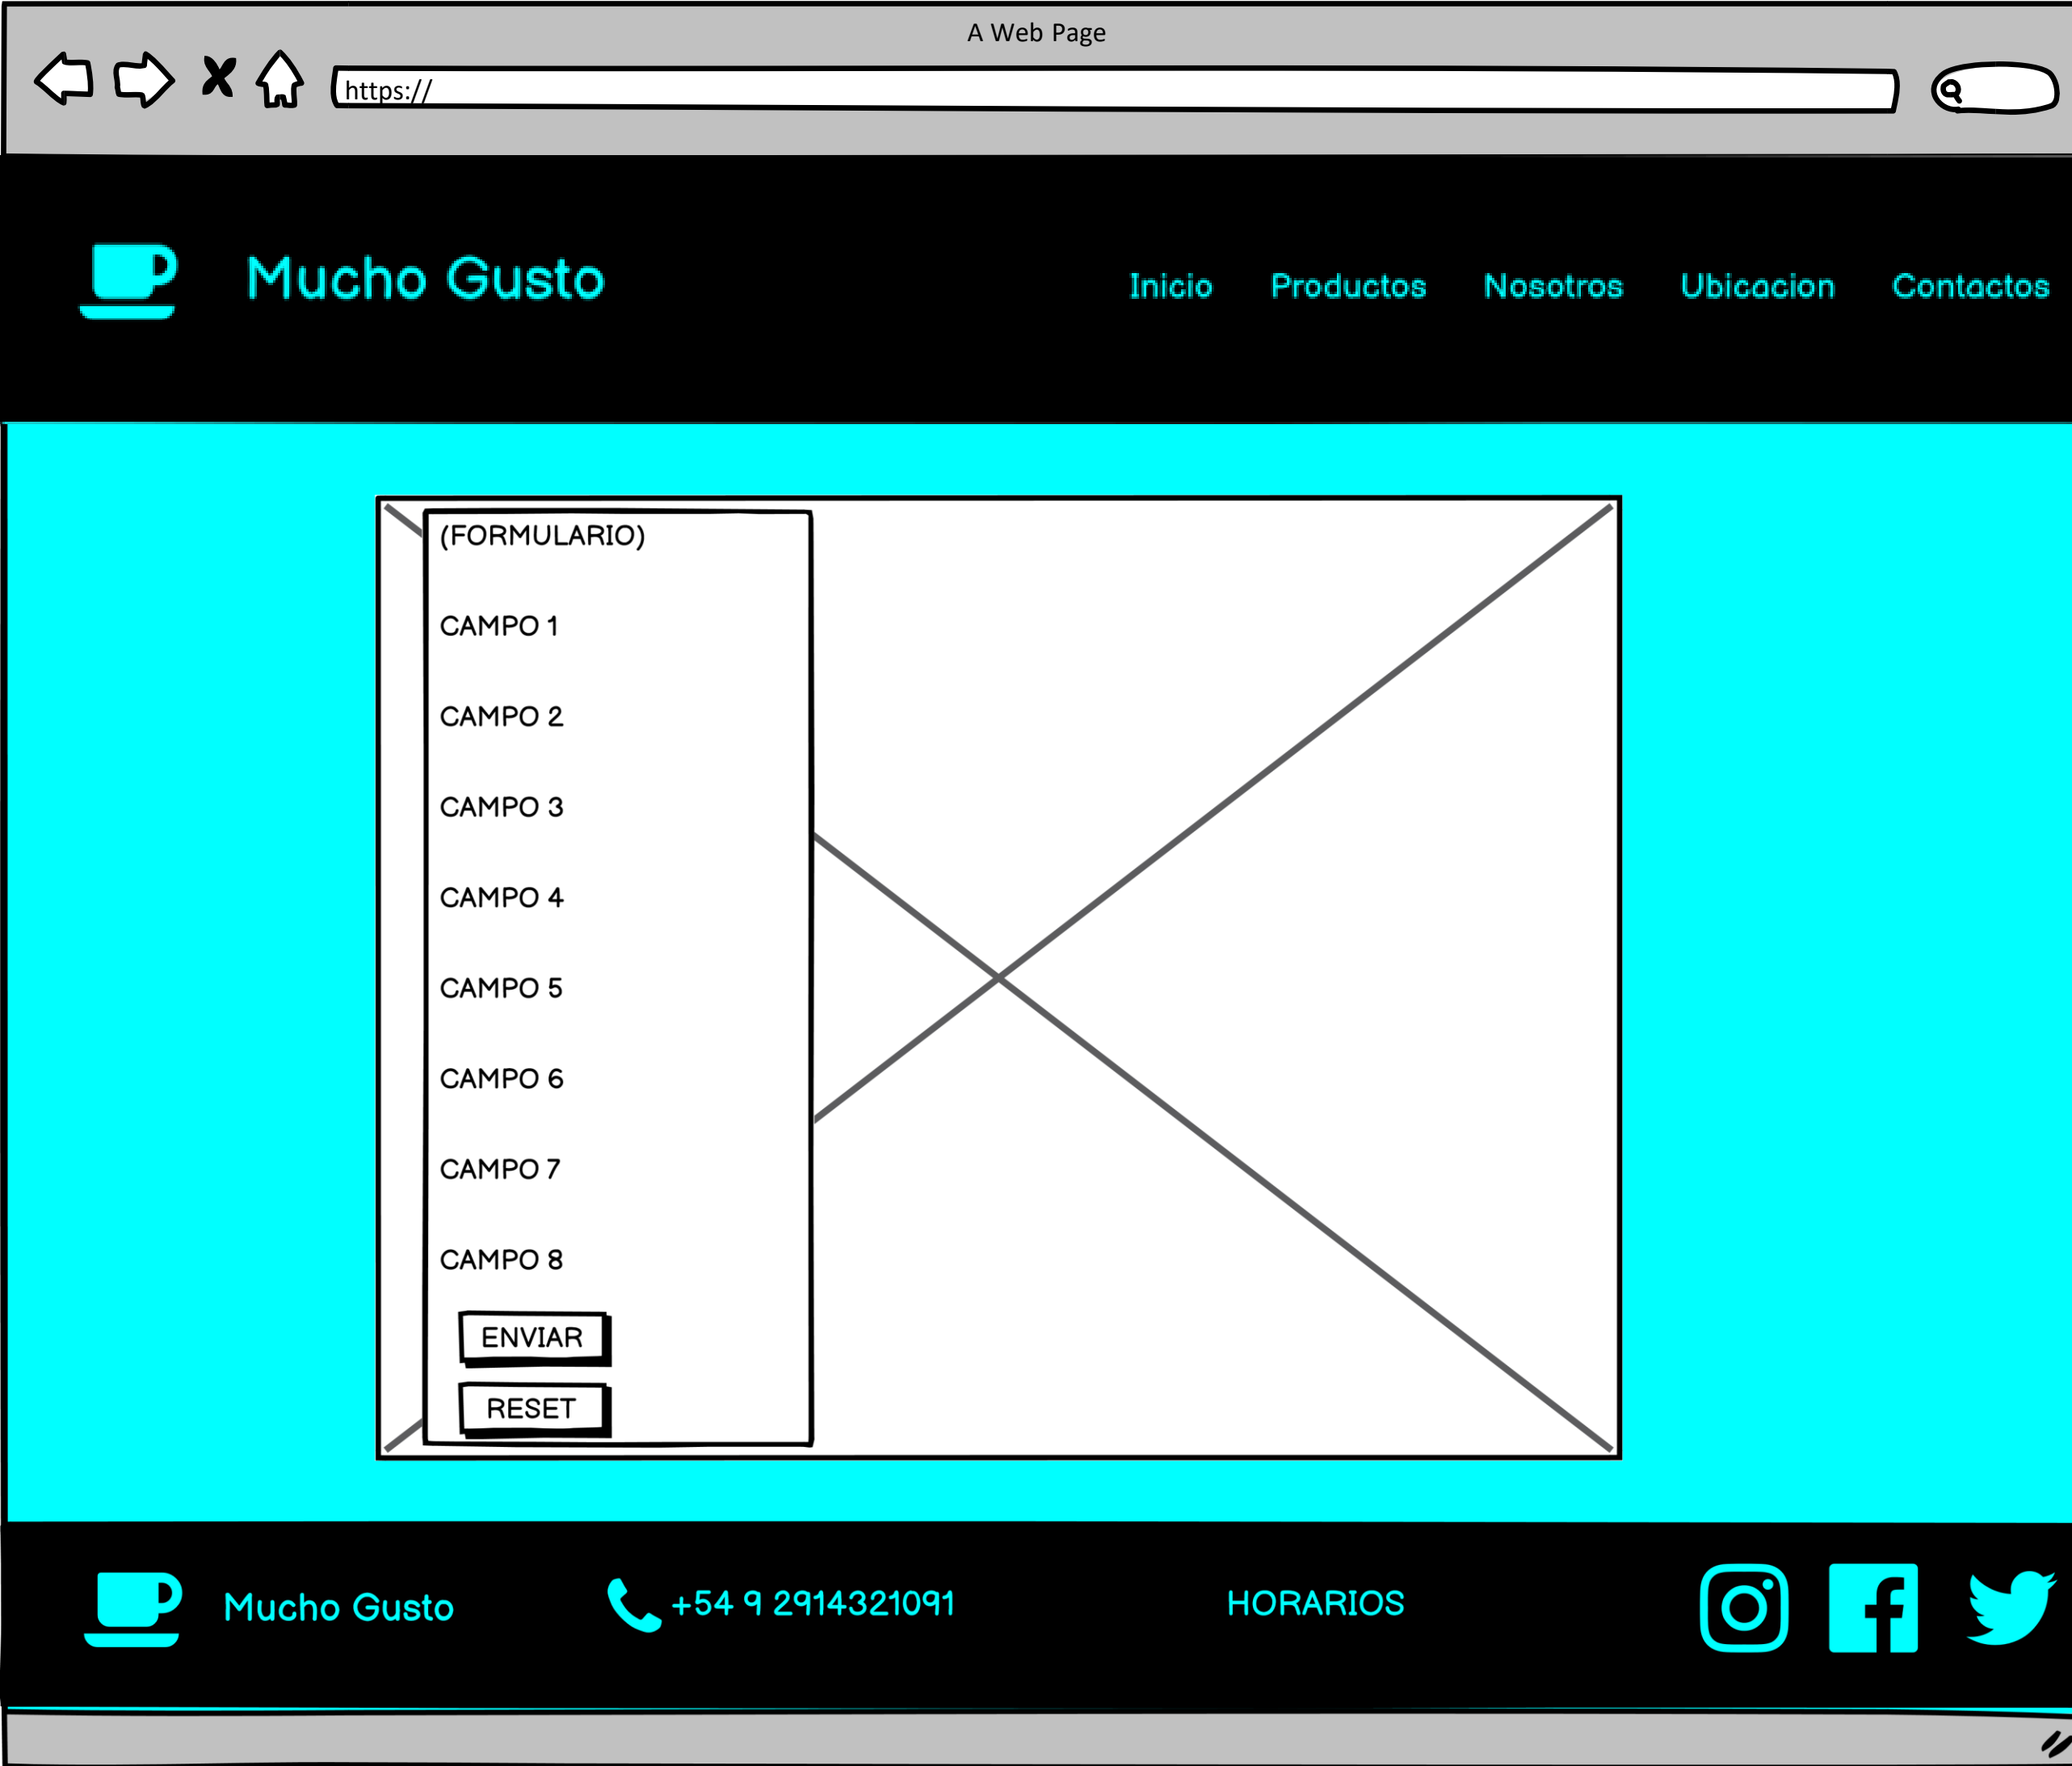 A Web Page
https://
Mucho Gusto
Inicio Productos Nosotros Ubicacion Contactos
(FORMULARIO)
CAMPO 1
CAMPO 2
CAMPO 3
CAMPO 4
CAMPO 5
CAMPO 6
CAMPO 7
CAMPO 8
ENVIAR
RESET
Mucho Gusto
+54 9 2914321091
HORARIOS